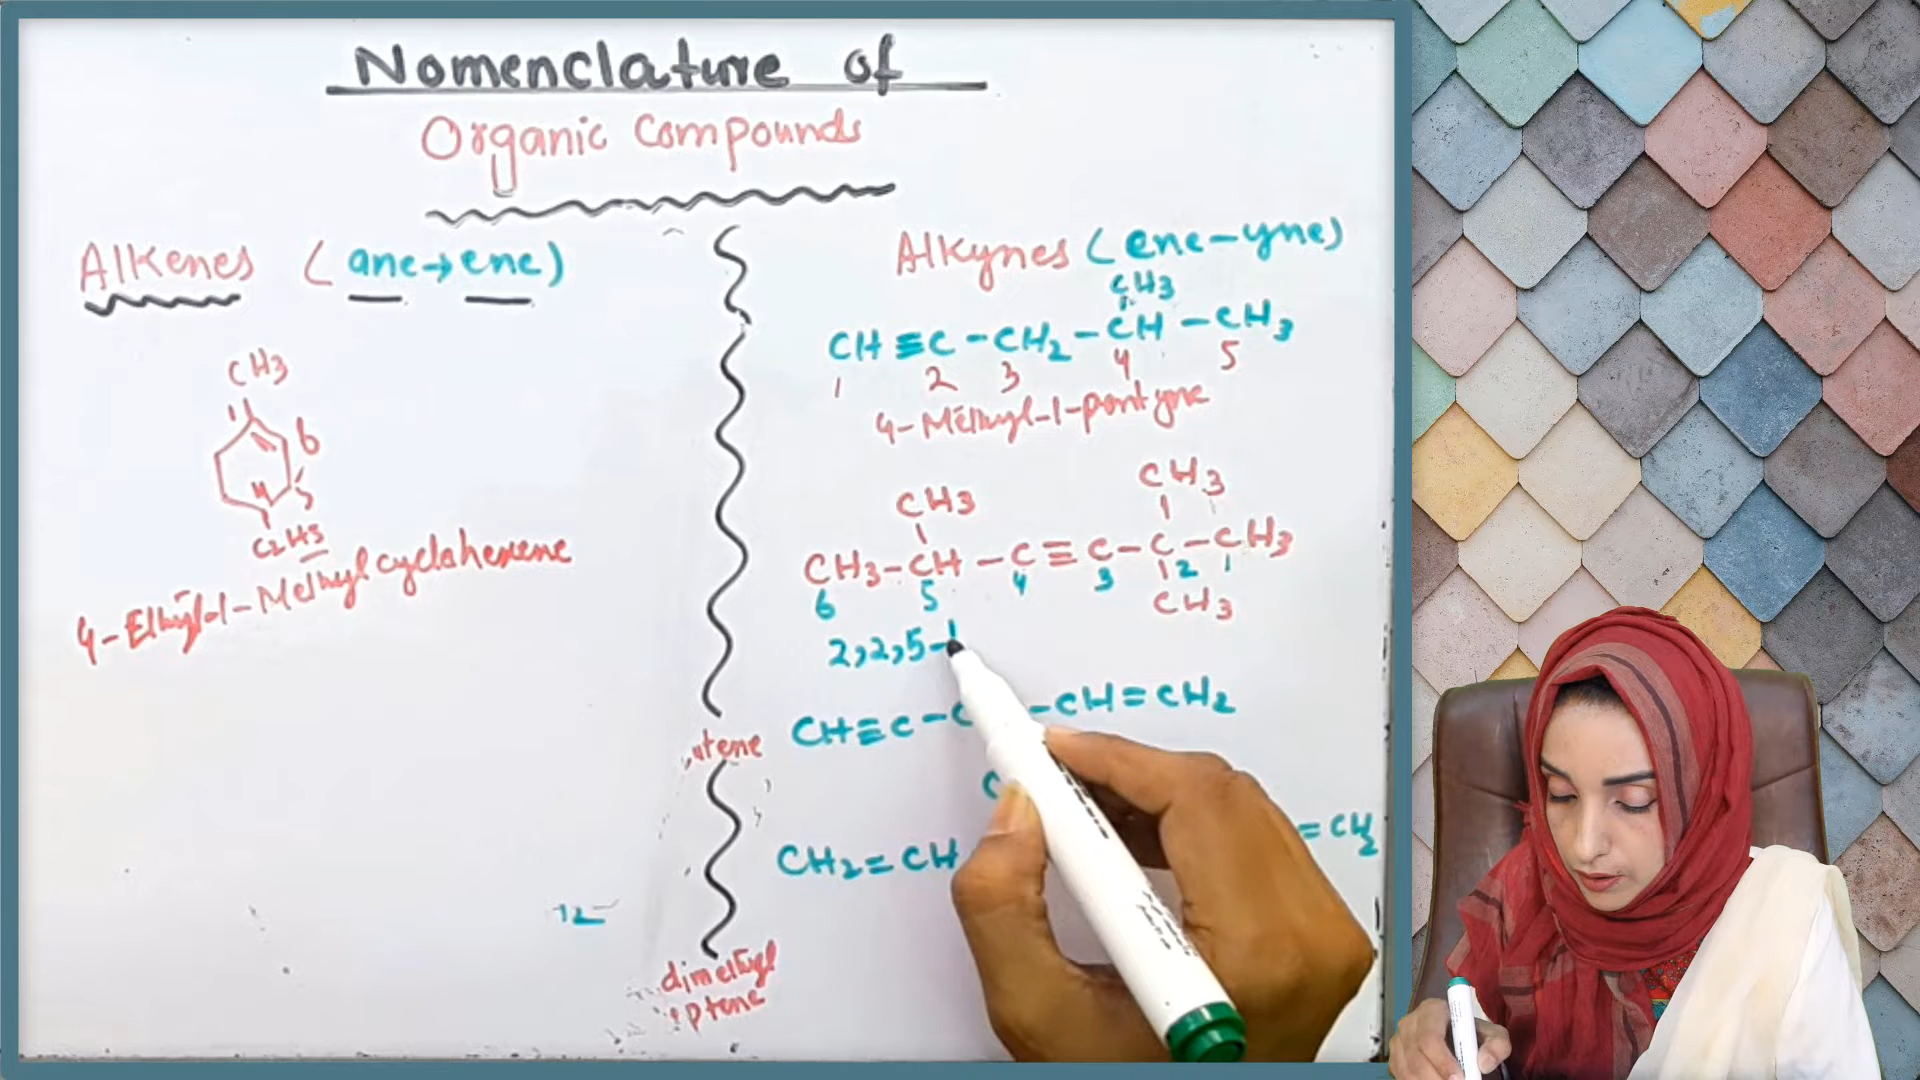 Nomenclature of
Organic Compounds
Alkenes (ane→ene)
CH3
1
6
5
4
C2H5
4-Ethyl-1-Methylcyclohexene
Alkynes (ene-yne)
CH3
CH≡C-CH2-CH-CH3
1 2 3 4 5
4-Methyl-1-pentyne
CH3 CH3
CH3-CH-C≡C-C-CH3
6 5 4 3 2 1
CH3
2,2,5-
CH≡C-C -CH=CH2
CH2=CH =CH2
utene
12
dimethyl
ptene